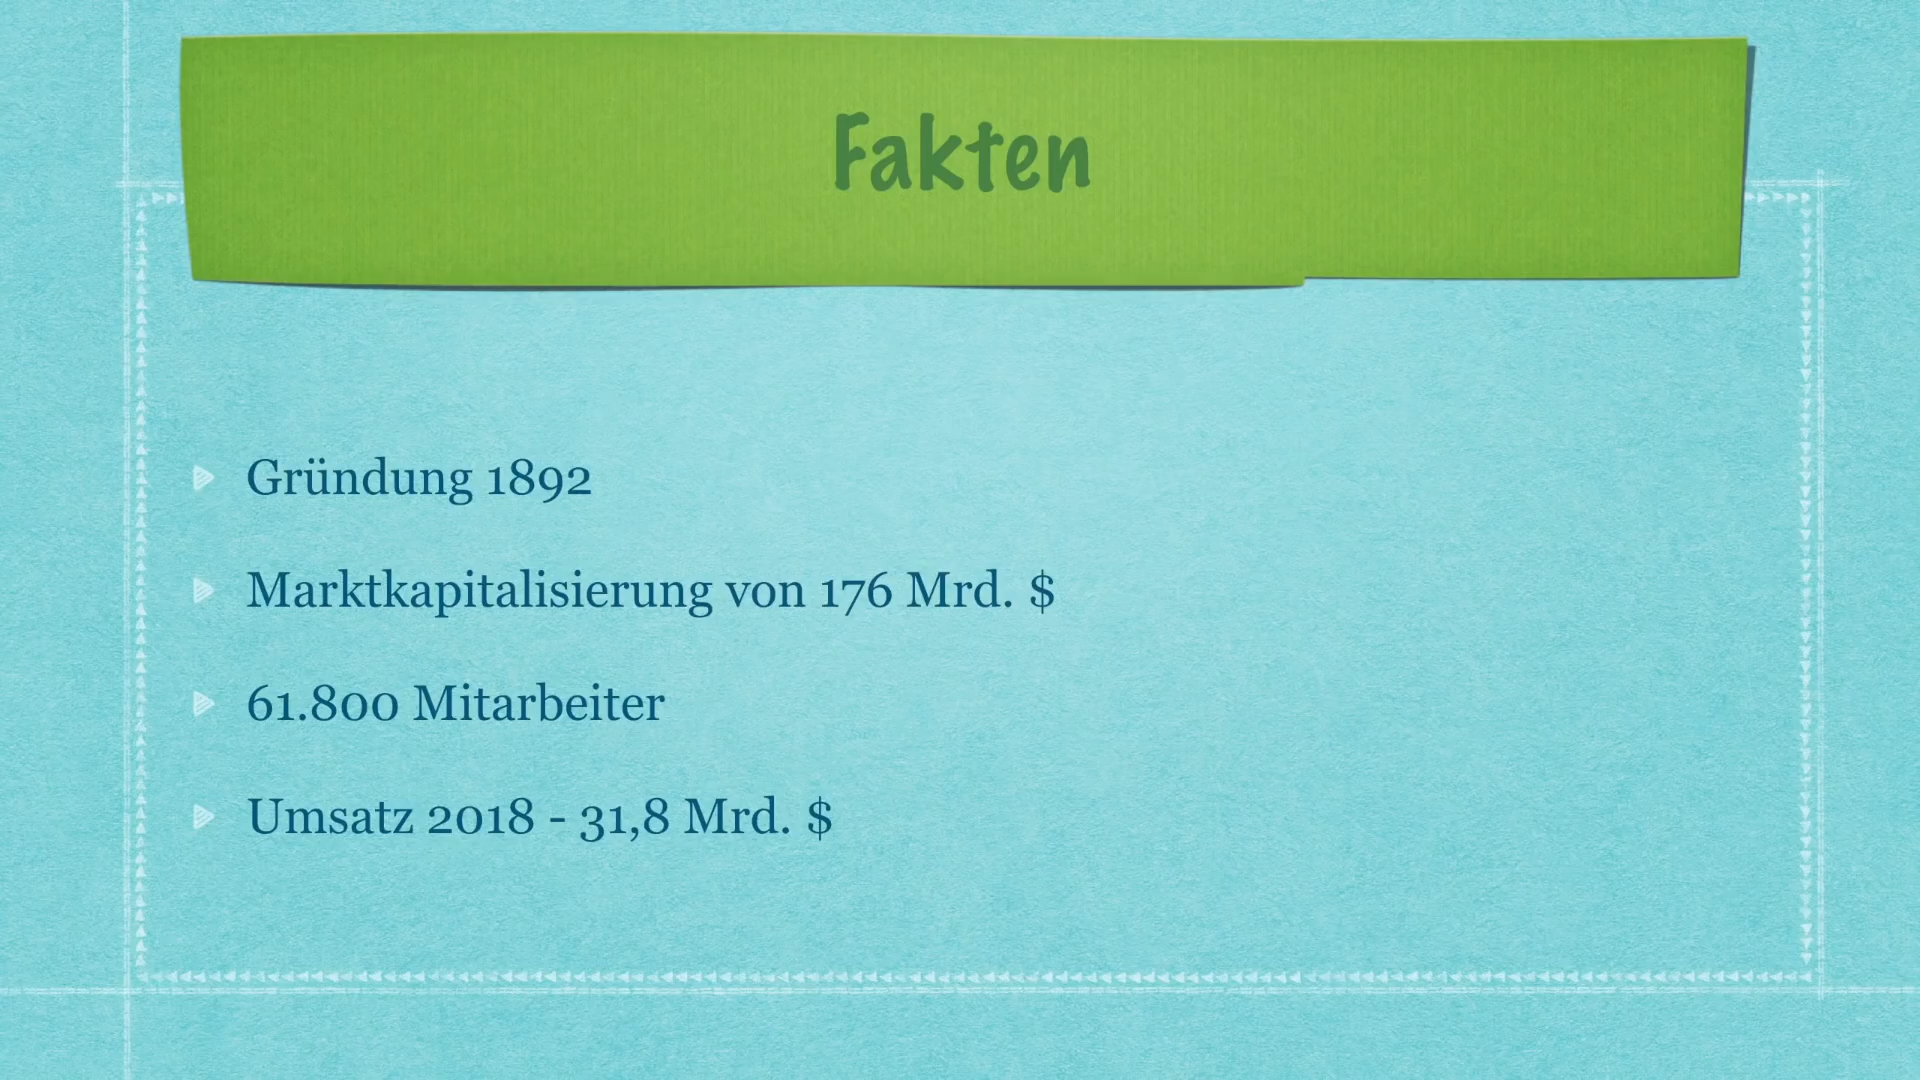 Fakten
Gründung 1892
Marktkapitalisierung von 176 Mrd. $
61.800 Mitarbeiter
Umsatz 2018 - 31,8 Mrd. $